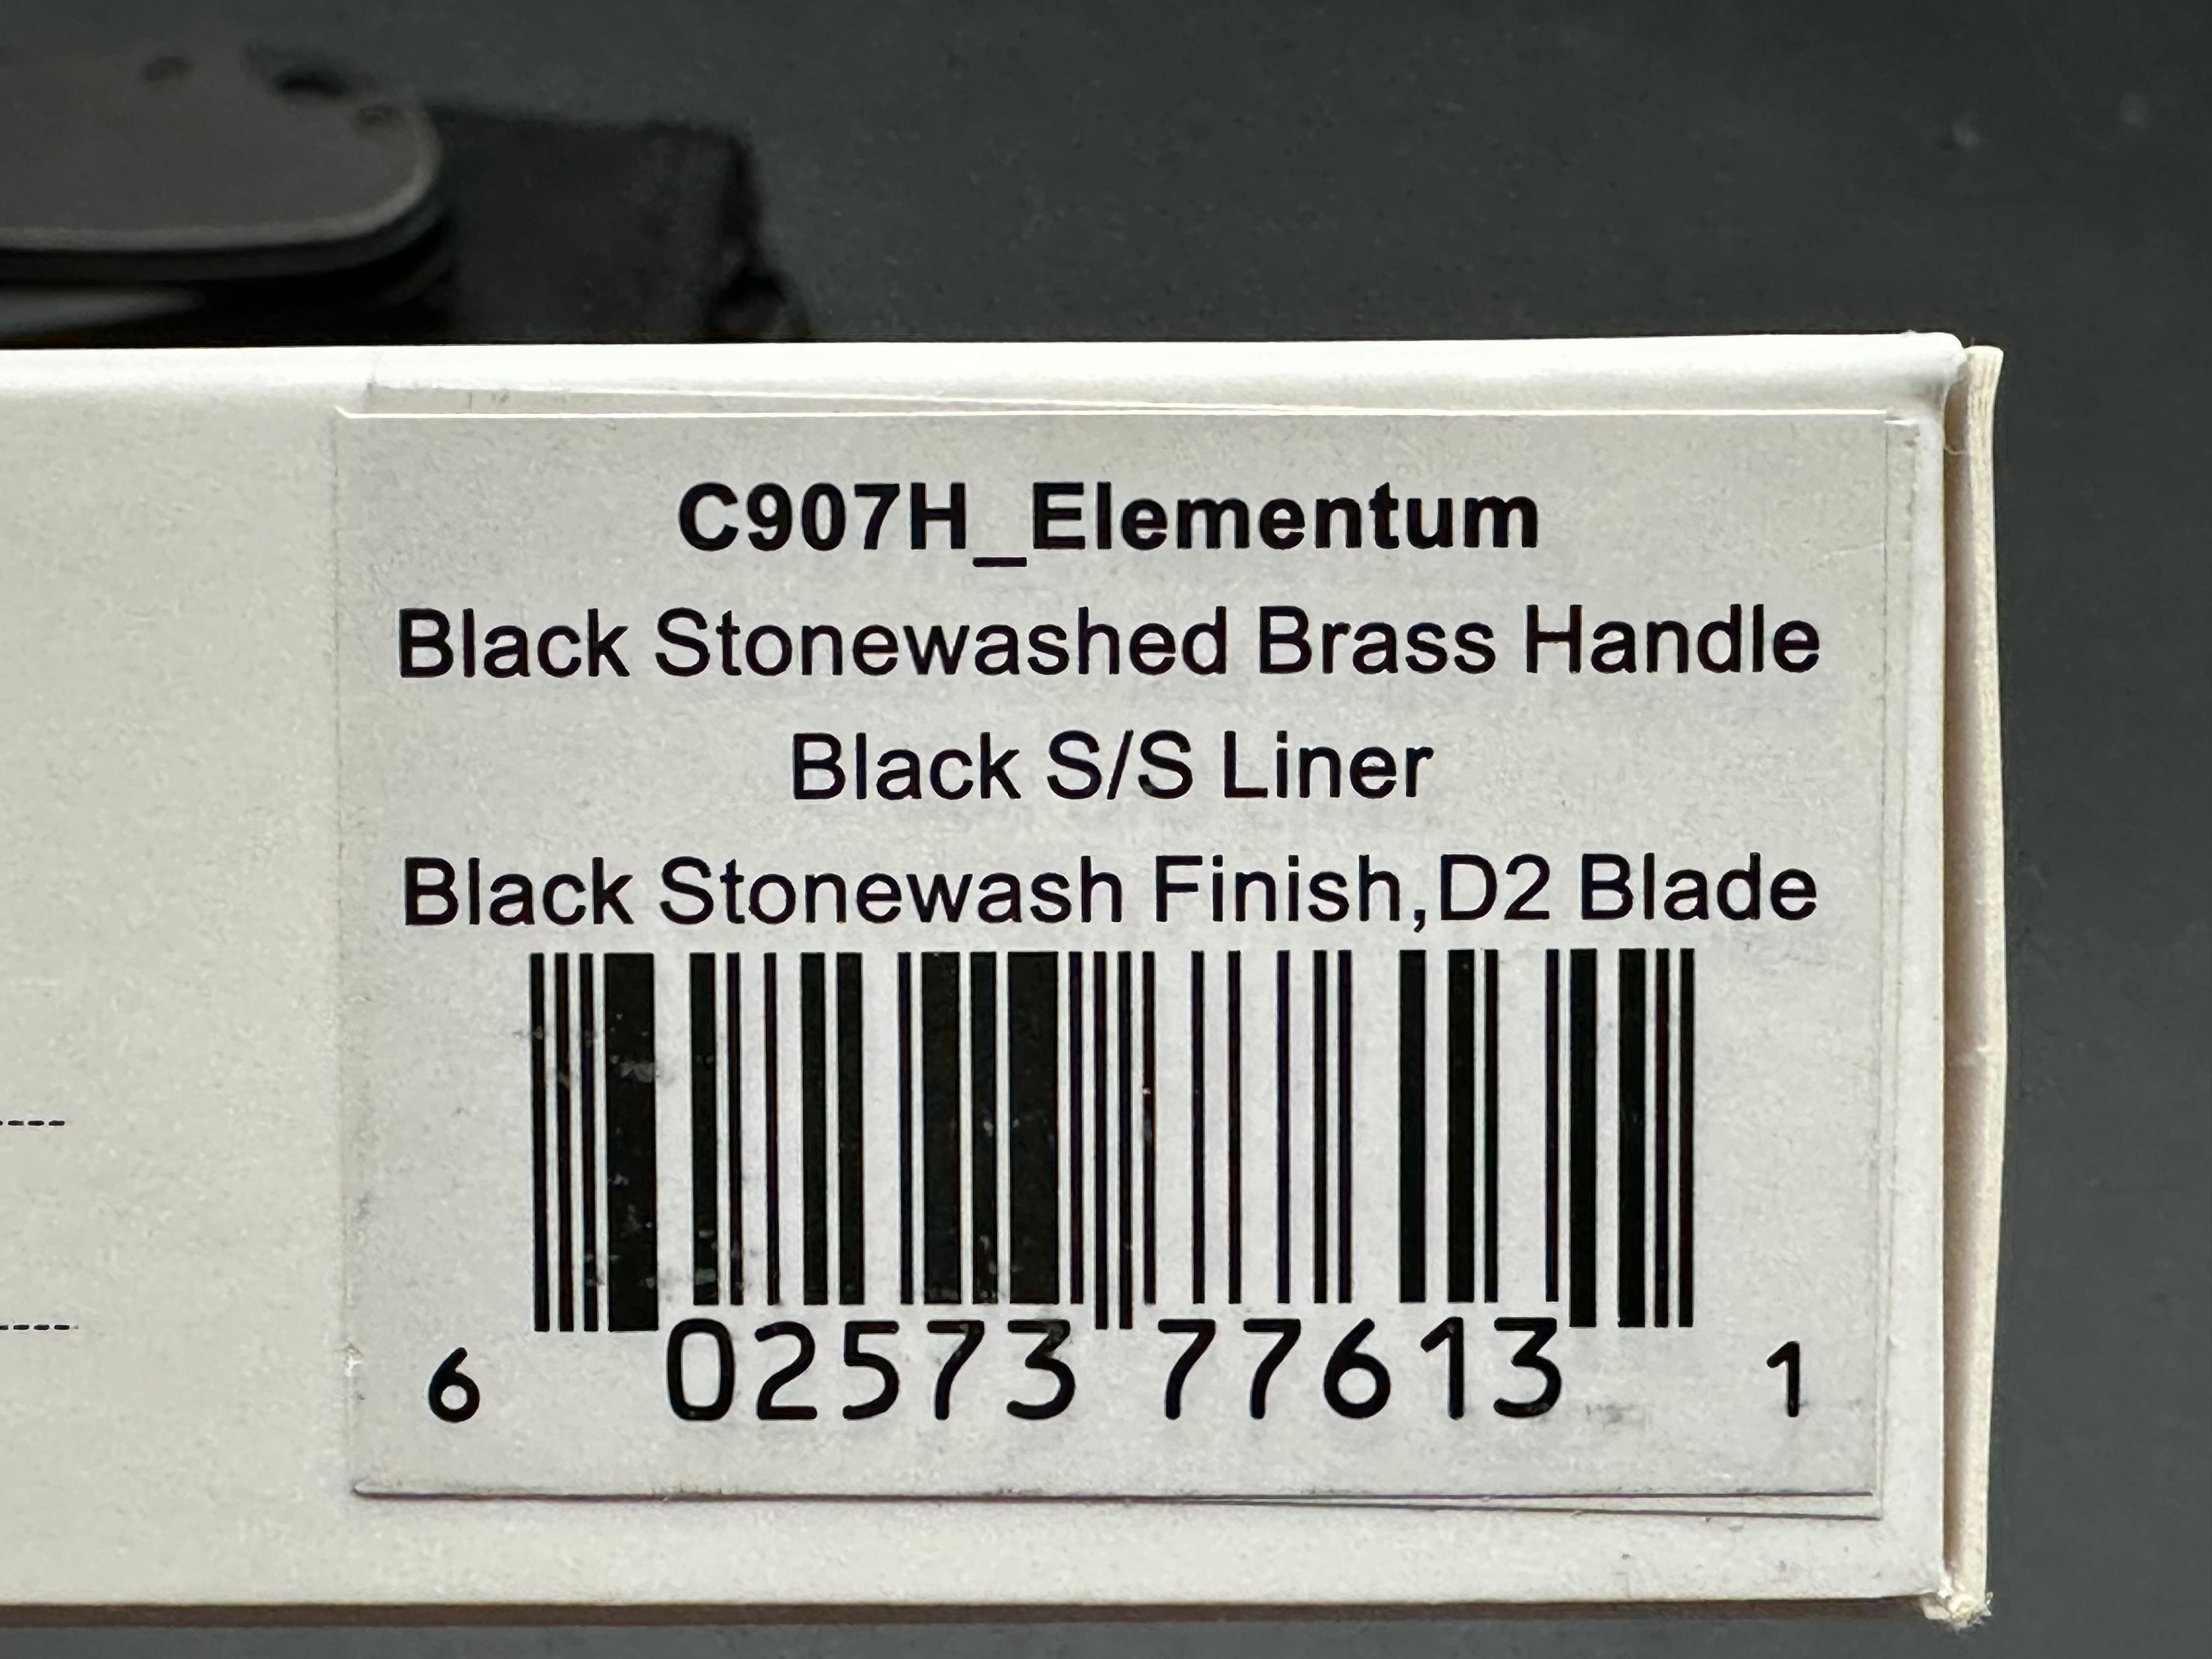 C907H_Elementum
Black Stonewashed Brass Handle
Black S/S Liner
Black Stonewash Finish,D2 Blade
6 02573 77613 1